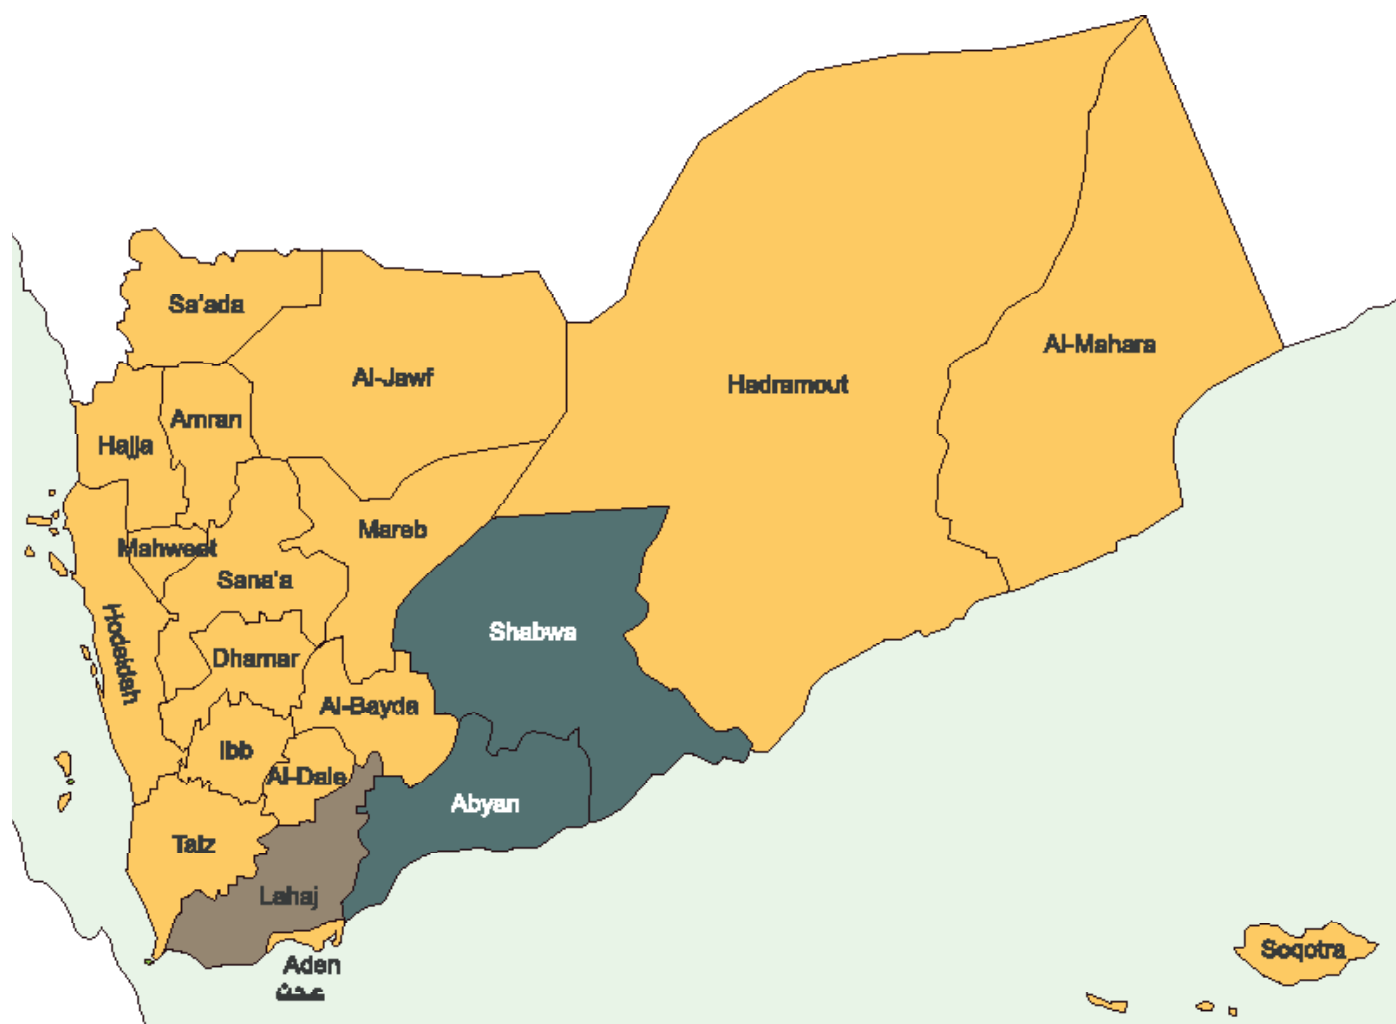 Sa'ada
Al-Jawf
Al-Mahara
Hadramout
Amran
Hajja
Mareb
Mahweet
Sana'a
Hodeidah
Shabwa
Dhamar
Al-Bayda
Ibb
Al-Dale
Abyan
Taiz
Lahaj
Soqotra
Aden